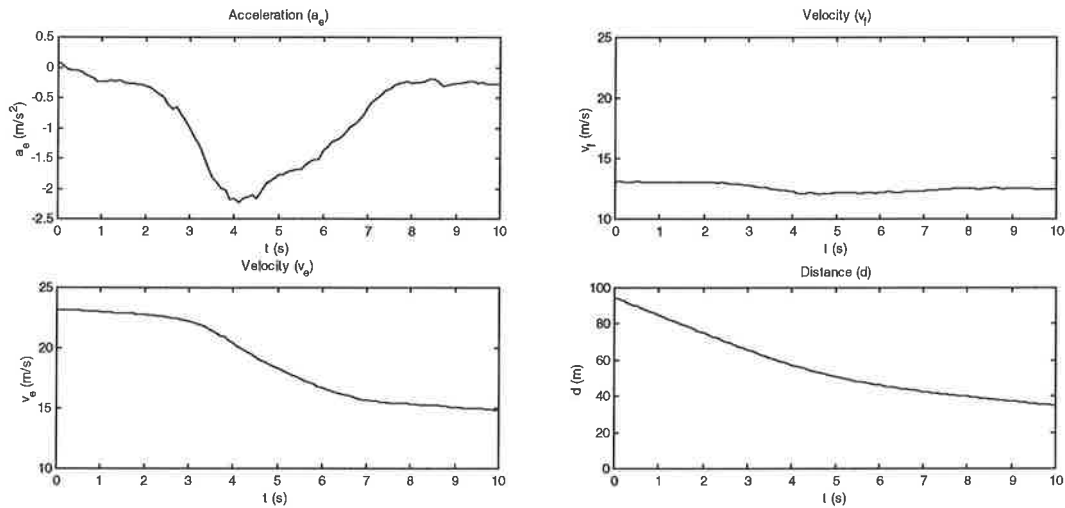 Acceleration (a_e)
0.5
0
-0.5
-1
-1.5
-2
-2.5
a_e (m/s²)
0 1 2 3 4 5 6 7 8 9 10
t (s)
Velocity (v_f)
25
20
15
10
v_f (m/s)
0 1 2 3 4 5 6 7 8 9 10
t (s)
Velocity (v_e)
25
20
15
10
v_e (m/s)
0 1 2 3 4 5 6 7 8 9 10
t (s)
Distance (d)
100
80
60
40
20
0
d (m)
0 1 2 3 4 5 6 7 8 9 10
t (s)